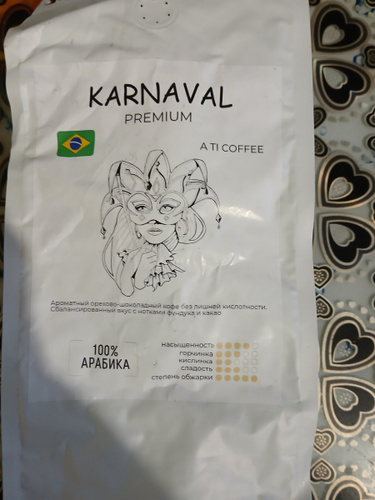 KARNAVAL
PREMIUM
A TI COFFEE
Ароматный орехово-шоколадный кофе без лишней кислотности.
Сбалансированный вкус с нотками фундука и какао
100%
АРАБИКА
насыщенность
горчинка
кислинка
сладость
степень обжарки